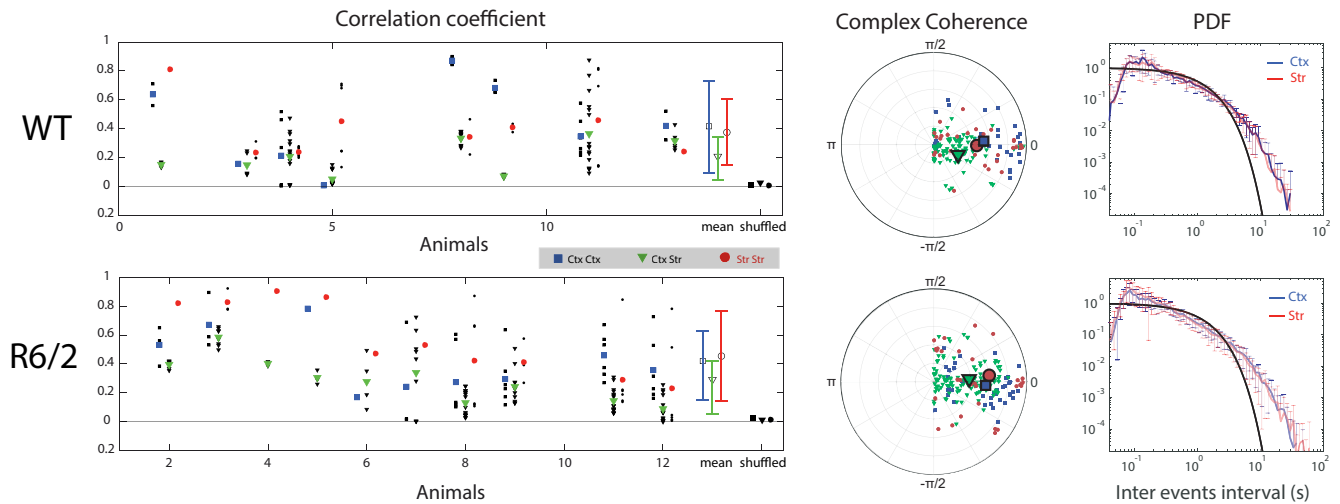 Correlation coefficient
Complex Coherence
PDF
WT
1
0.8
0.6
0.4
0.2
0
0.2
0
5
10
mean
shuffled
Animals
π/2
π
0
-π/2
Ctx
Str
10^0
10^-1
10^-2
10^-3
10^-4
10^-1
10^0
10^1
10^2
Ctx Ctx
Ctx Str
Str Str
R6/2
1
0.8
0.6
0.4
0.2
0
0.2
2
4
6
8
10
12
mean
shuffled
Animals
π/2
π
0
-π/2
Ctx
Str
10^0
10^-1
10^-2
10^-3
10^-4
10^-1
10^0
10^1
10^2
Inter events interval (s)